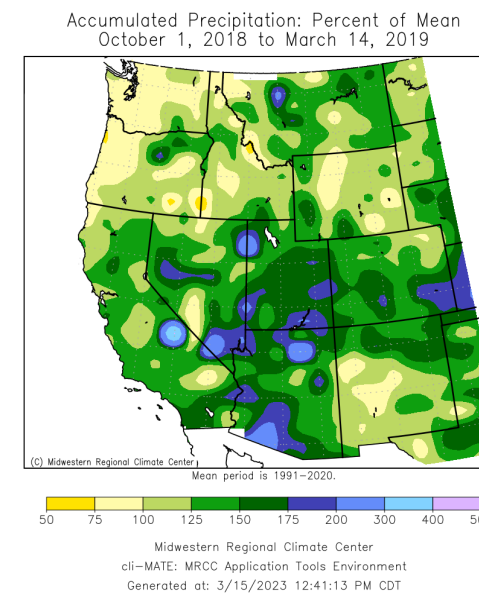 Accumulated Precipitation: Percent of Mean
October 1, 2018 to March 14, 2019
(C) Midwestern Regional Climate Center
Mean period is 1991-2020.
50 75 100 125 150 175 200 300 400
Midwestern Regional Climate Center
cli-MATE: MRCC Application Tools Environment
Generated at: 3/15/2023 12:41:13 PM CDT